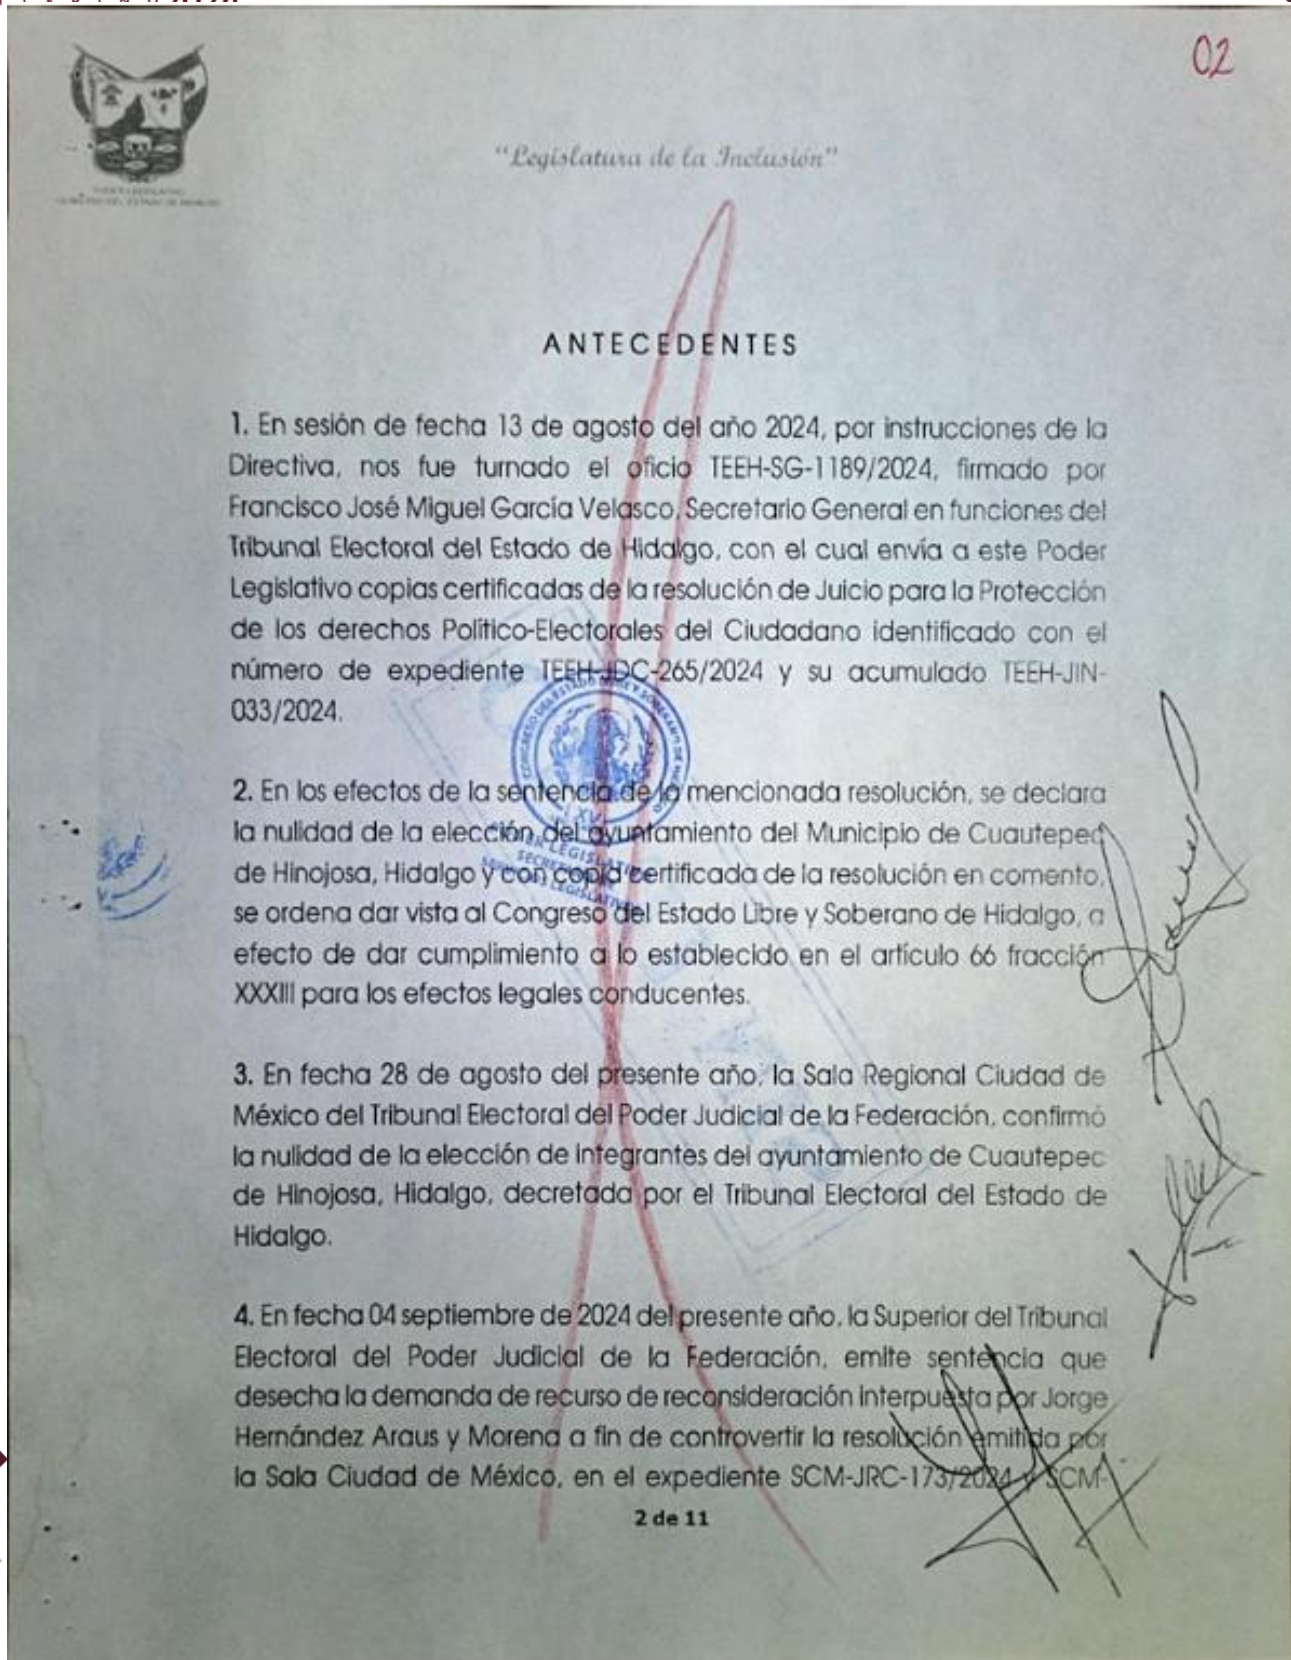 02
"Legislatura de la Inclusión"
ANTECEDENTES
1. En sesión de fecha 13 de agosto del año 2024, por instrucciones de la
Directiva, nos fue turnado el oficio TEEH-SG-1189/2024, firmado por
Francisco José Miguel García Velasco, Secretario General en funciones del
Tribunal Electoral del Estado de Hidalgo, con el cual envía a este Poder
Legislativo copias certificadas de la resolución de Juicio para la Protección
de los derechos Político-Electorales del Ciudadano identificado con el
número de expediente TEEH-JDC-265/2024 y su acumulado TEEH-JIN-
033/2024.
2. En los efectos de la sentencia de la mencionada resolución, se declara
la nulidad de la elección del ayuntamiento del Municipio de Cuautepec
de Hinojosa, Hidalgo y con copia certificada de la resolución en comento,
se ordena dar vista al Congreso del Estado Libre y Soberano de Hidalgo, a
efecto de dar cumplimiento a lo establecido en el artículo 66 fracción
XXXIII para los efectos legales conducentes.
3. En fecha 28 de agosto del presente año, la Sala Regional Ciudad de
México del Tribunal Electoral del Poder Judicial de la Federación, confirmó
la nulidad de la elección de integrantes del ayuntamiento de Cuautepec
de Hinojosa, Hidalgo, decretada por el Tribunal Electoral del Estado de
Hidalgo.
4. En fecha 04 septiembre de 2024 del presente año, la Superior del Tribunal
Electoral del Poder Judicial de la Federación, emite sentencia que
desecha la demanda de recurso de reconsideración interpuesta por Jorge
Hernández Araus y Morena a fin de controvertir la resolución emitida por
la Sala Ciudad de México, en el expediente SCM-JRC-173/2024 y SCM-
2 de 11